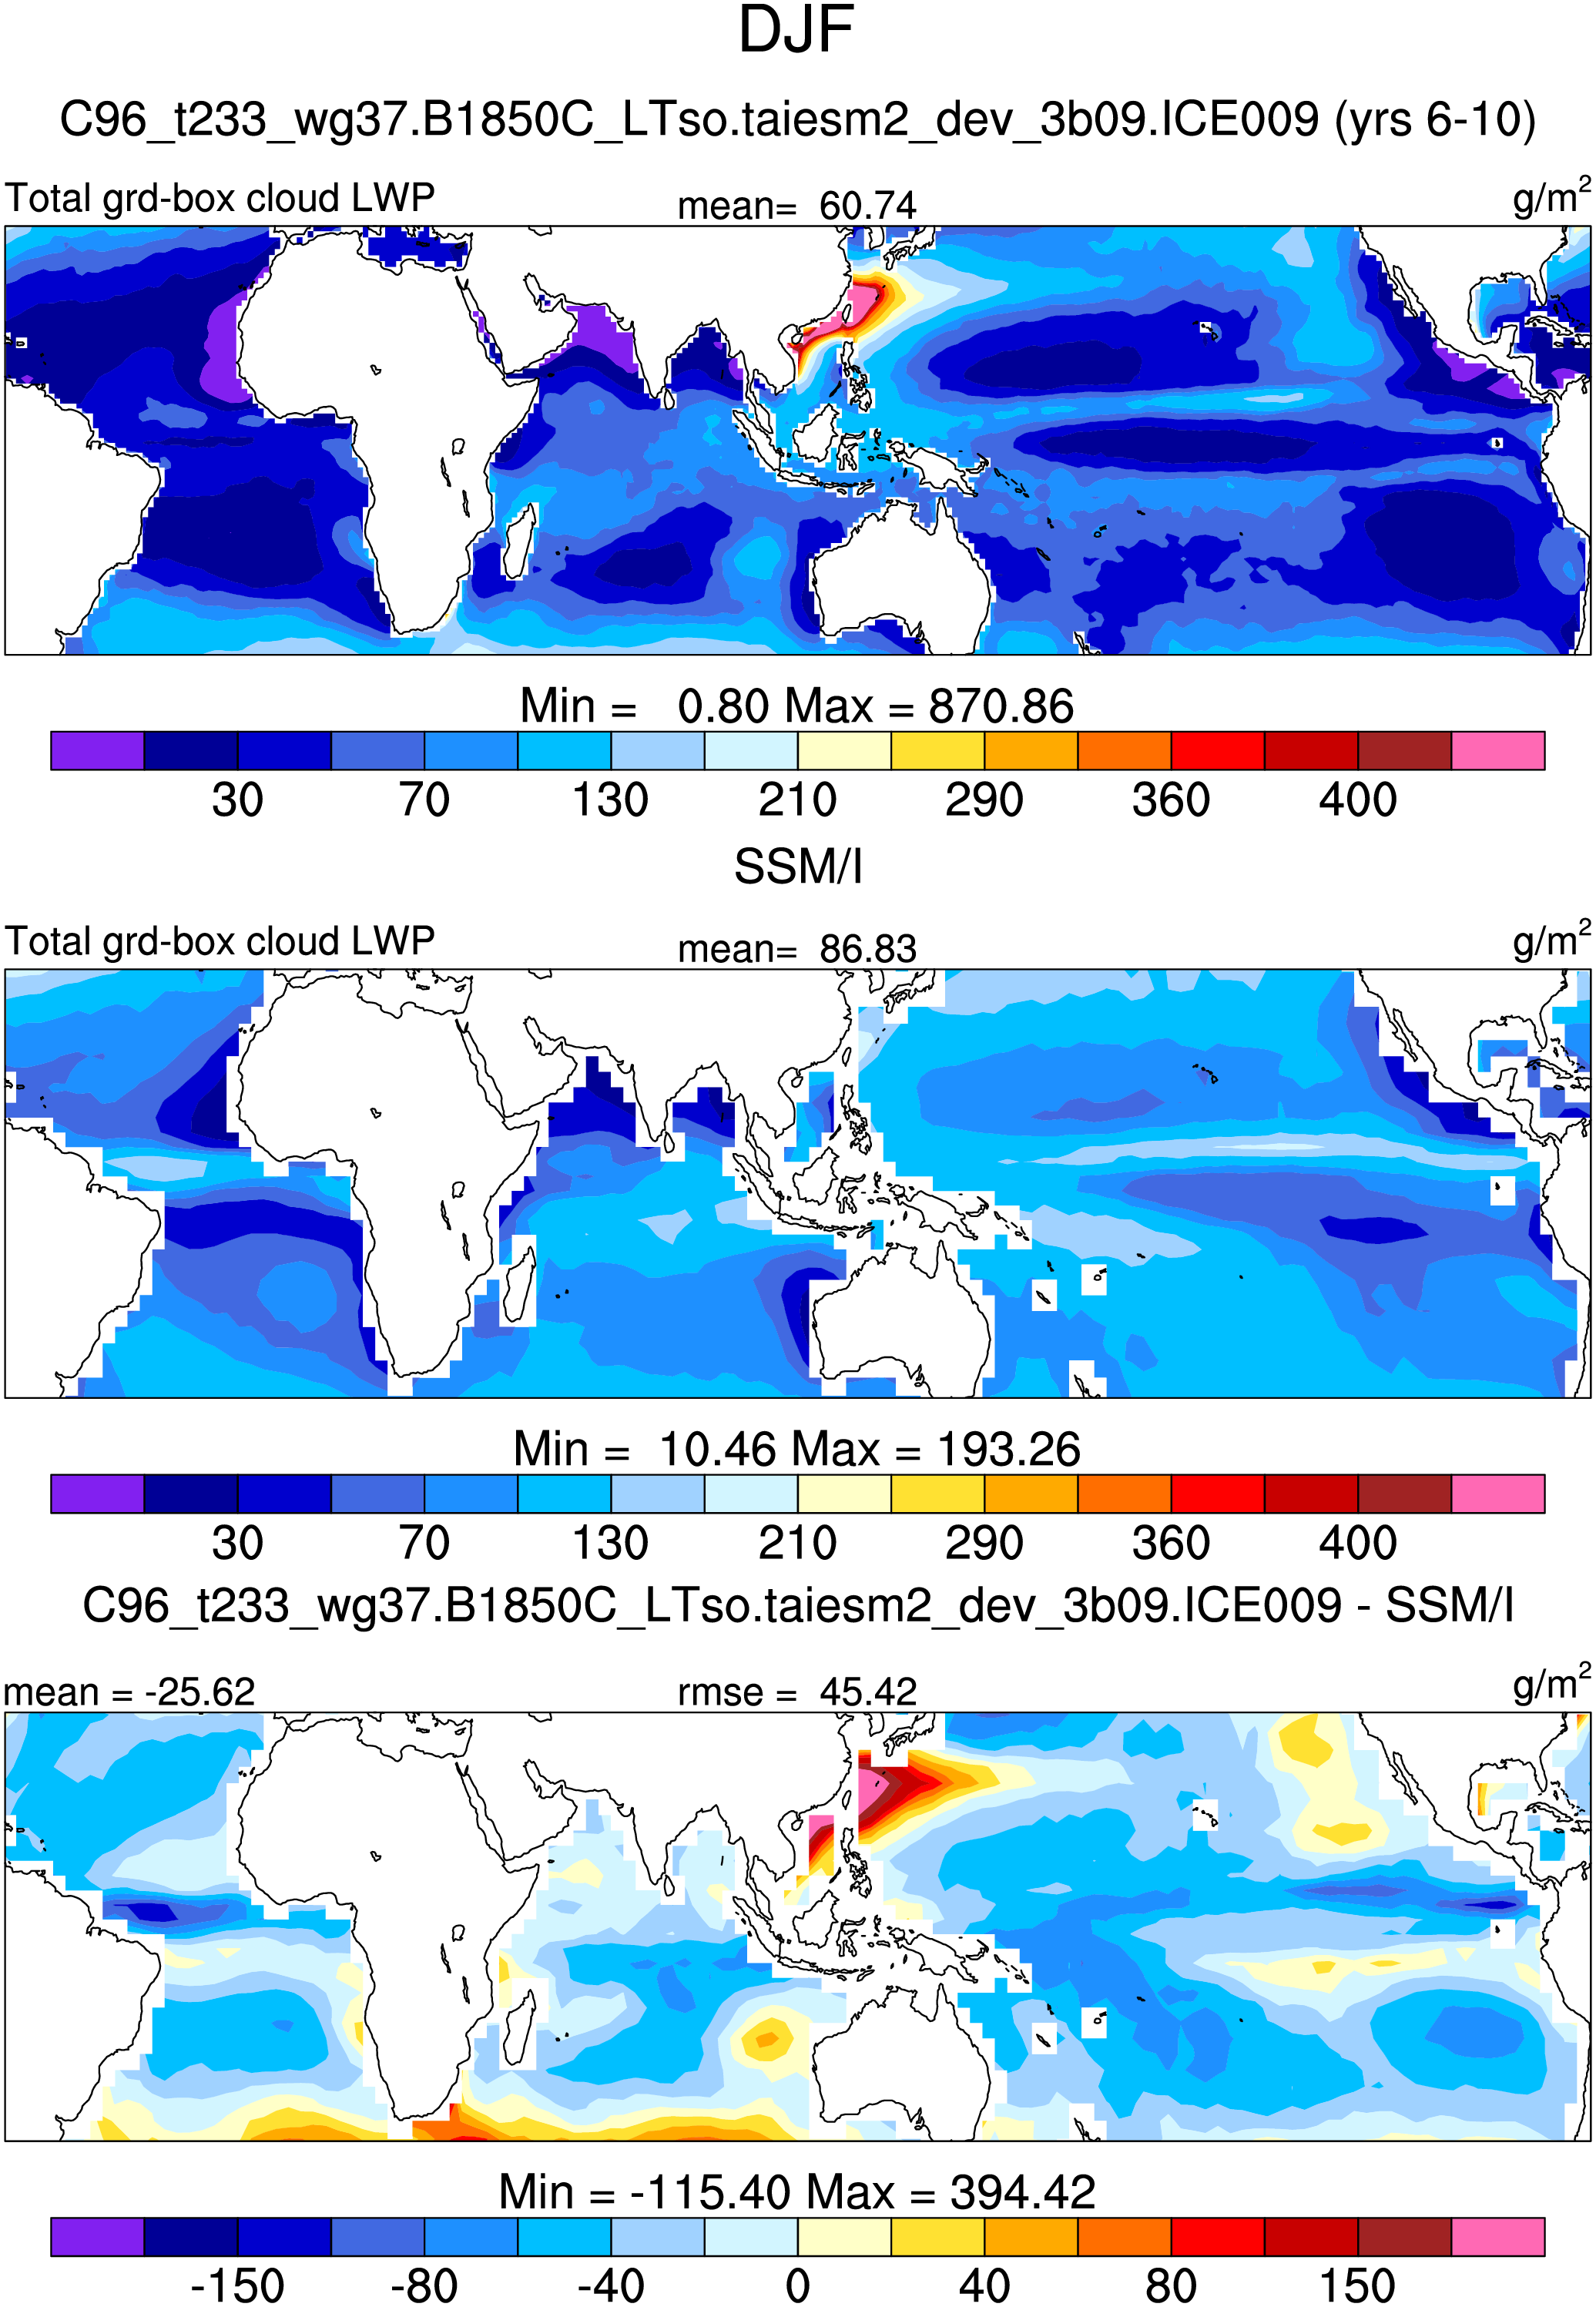 DJF
C96_t233_wg37.B1850C_LTso.taiesm2_dev_3b09.ICE009 (yrs 6-10)
Total grd-box cloud LWP mean= 60.74 g/m²
Min = 0.80 Max = 870.86
30 70 130 210 290 360 400
SSM/I
Total grd-box cloud LWP mean= 86.83 g/m²
Min = 10.46 Max = 193.26
30 70 130 210 290 360 400
C96_t233_wg37.B1850C_LTso.taiesm2_dev_3b09.ICE009 - SSM/I
mean = -25.62 rmse = 45.42 g/m²
Min = -115.40 Max = 394.42
-150 -80 -40 0 40 80 150